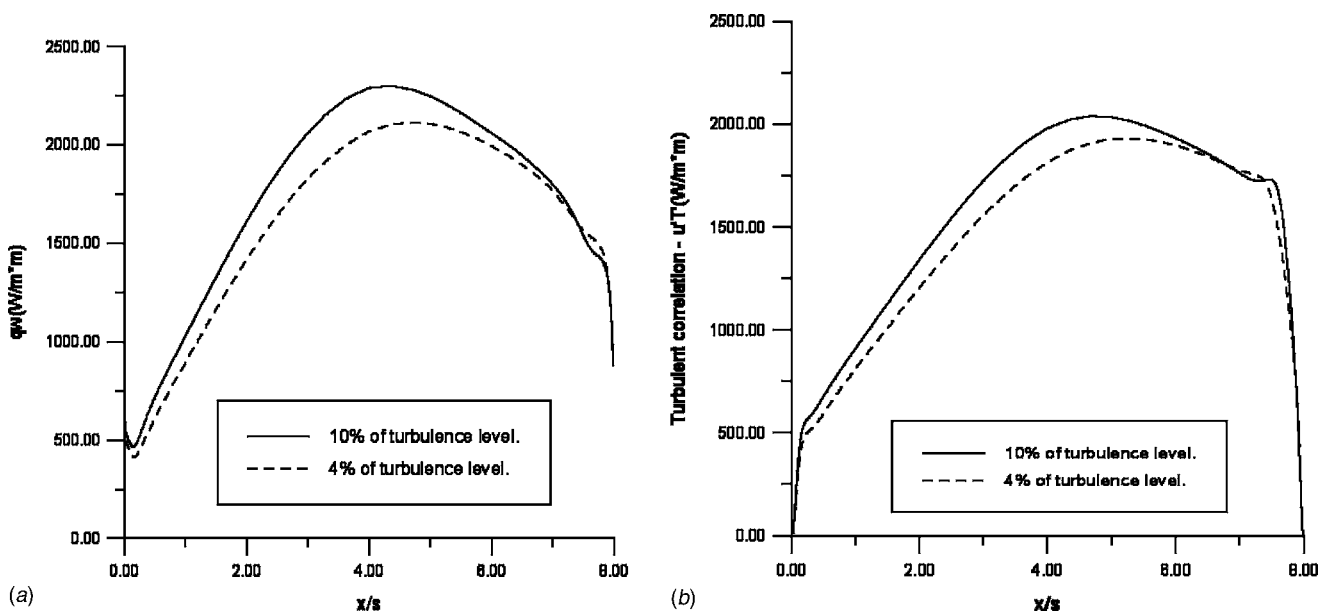 2500.00
2000.00
1500.00
1000.00
500.00
0.00
qw(W/m*m)
10% of turbulence level.
4% of turbulence level.
0.00 2.00 4.00 6.00 8.00
x/s
(a)
2500.00
2000.00
1500.00
1000.00
500.00
0.00
Turbulent correlation - u'T'(W/m*m)
10% of turbulence level.
4% of turbulence level.
0.00 2.00 4.00 6.00 8.00
x/s
(b)